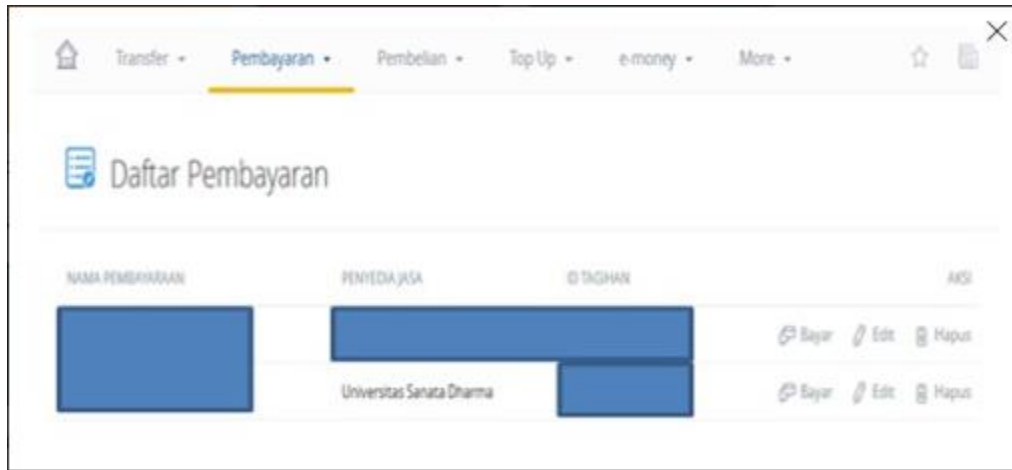 Transfer Pembayaran Pembelian Top Up e-money More
Daftar Pembayaran
NAMA PEMBAYARAAN PENYEDIA JASA ID TAGIHAN AKSI
Bayar Edit Hapus
Universitas Sanata Dharma Bayar Edit Hapus